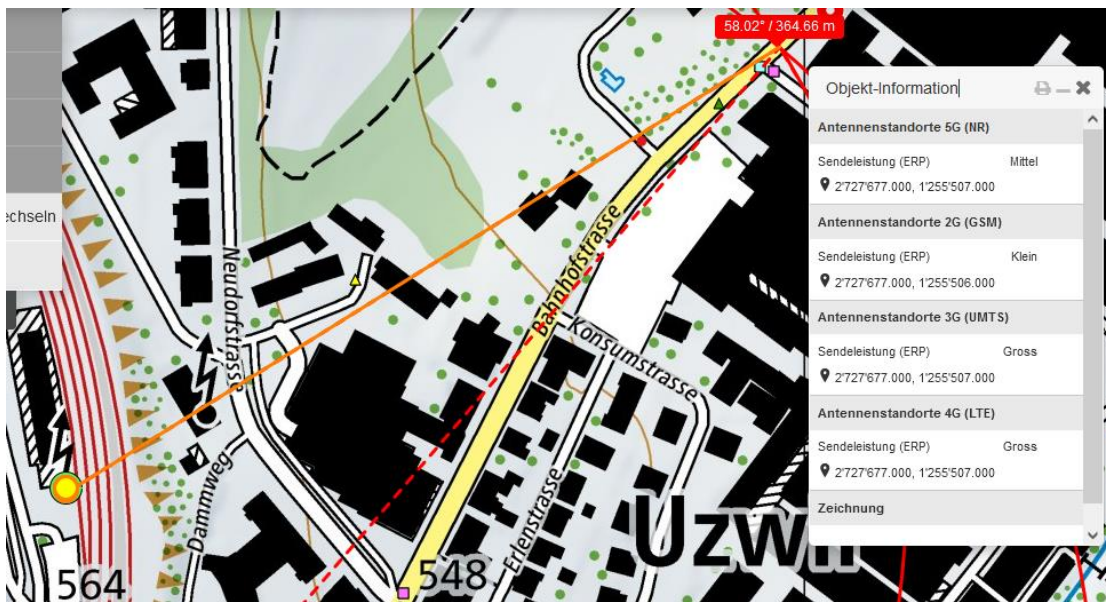 58.02° / 364.66 m
Objekt-Information
Antennenstandorte 5G (NR)
Sendeleistung (ERP) Mittel
2'727'677.000, 1'255'507.000
Antennenstandorte 2G (GSM)
Sendeleistung (ERP) Klein
2'727'677.000, 1'255'506.000
Antennenstandorte 3G (UMTS)
Sendeleistung (ERP) Gross
2'727'677.000, 1'255'507.000
Antennenstandorte 4G (LTE)
Sendeleistung (ERP) Gross
2'727'677.000, 1'255'507.000
Zeichnung
echseln
Neudorfstrasse
Bahnhofstrasse
Konsumstrasse
Dammweg
Erlenstrasse
Uzwil
564
548